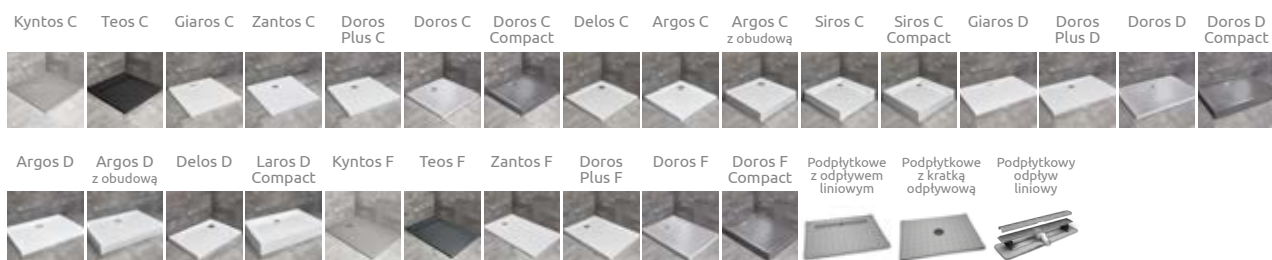 Kyntos C
Teos C
Giaros C
Zantos C
Doros
Plus C
Doros C
Doros C
Compact
Delos C
Argos C
Argos C
z obudową
Siros C
Siros C
Compact
Giaros D
Doros
Plus D
Doros D
Doros D
Compact
Argos D
Argos D
z obudową
Delos D
Laros D
Compact
Kyntos F
Teos F
Zantos F
Doros
Plus F
Doros F
Doros F
Compact
Podpłytkowe
z odpływem
liniowym
Podpłytkowe
z kratką
odpływową
Podpłytkowy
odpływ
liniowy